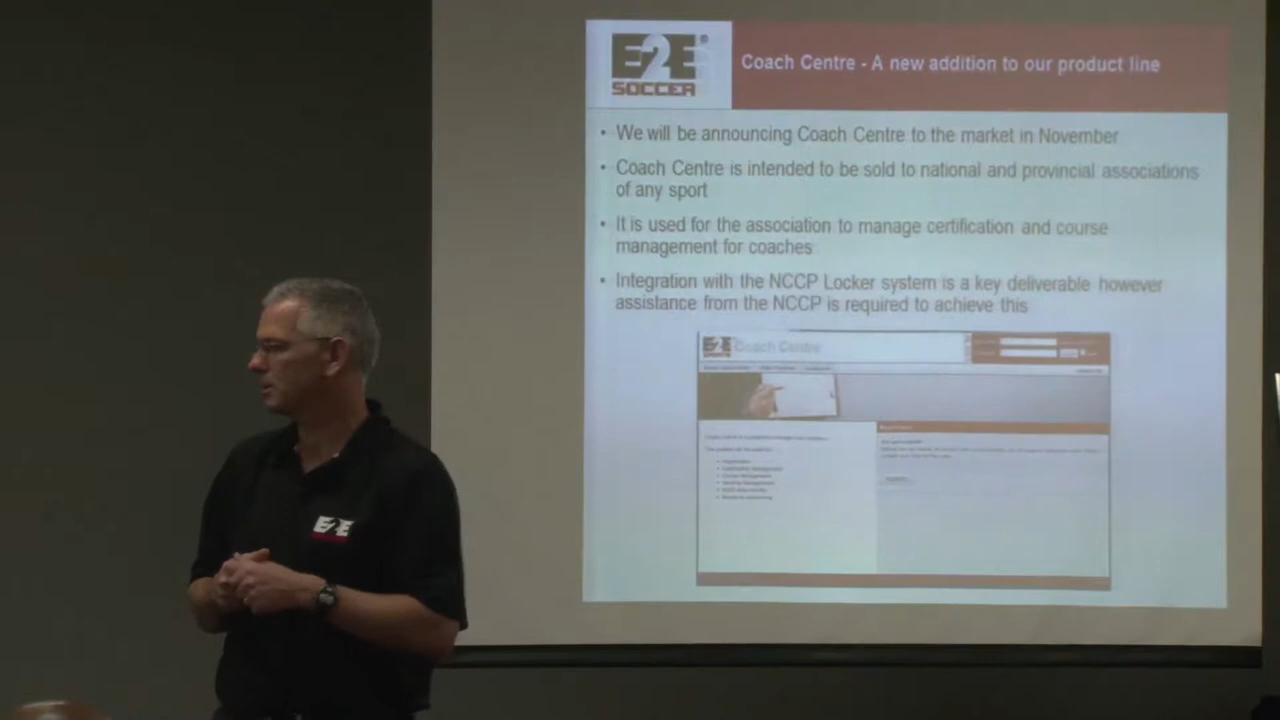 E2E®
SOCCER
Coach Centre - A new addition to our product line
• We will be announcing Coach Centre to the market in November
• Coach Centre is intended to be sold to national and provincial associations
of any sport
• It is used for the association to manage certification and course
management for coaches
• Integration with the NCCP Locker system is a key deliverable however
assistance from the NCCP is required to achieve this
E2E
Coach Centre
E2E